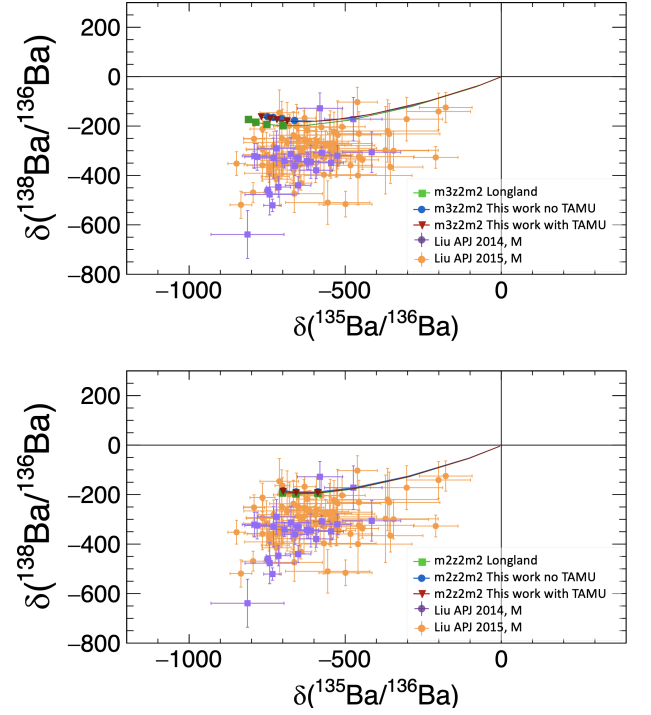 200
0
−200
−400
−600
−800
δ(¹³⁸Ba/¹³⁶Ba)
m3z2m2 Longland
m3z2m2 This work no TAMU
m3z2m2 This work with TAMU
Liu APJ 2014, M
Liu APJ 2015, M
−1000 −500 0
δ(¹³⁵Ba/¹³⁶Ba)
200
0
−200
−400
−600
−800
δ(¹³⁸Ba/¹³⁶Ba)
m2z2m2 Longland
m2z2m2 This work no TAMU
m2z2m2 This work with TAMU
Liu APJ 2014, M
Liu APJ 2015, M
−1000 −500 0
δ(¹³⁵Ba/¹³⁶Ba)